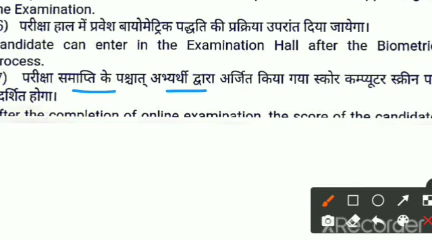 he Examination.
6) परीक्षा हाल में प्रवेश बायोमेट्रिक पद्धति की प्रक्रिया उपरांत दिया जायेगा।
andidate can enter in the Examination Hall after the Biometri
rocess.
7) परीक्षा समाप्ति के पश्चात् अभ्यर्थी द्वारा अर्जित किया गया स्कोर कम्प्यूटर स्क्रीन प
दर्शित होगा।
fter the completion of online examination, the score of the candidat
XRecorder